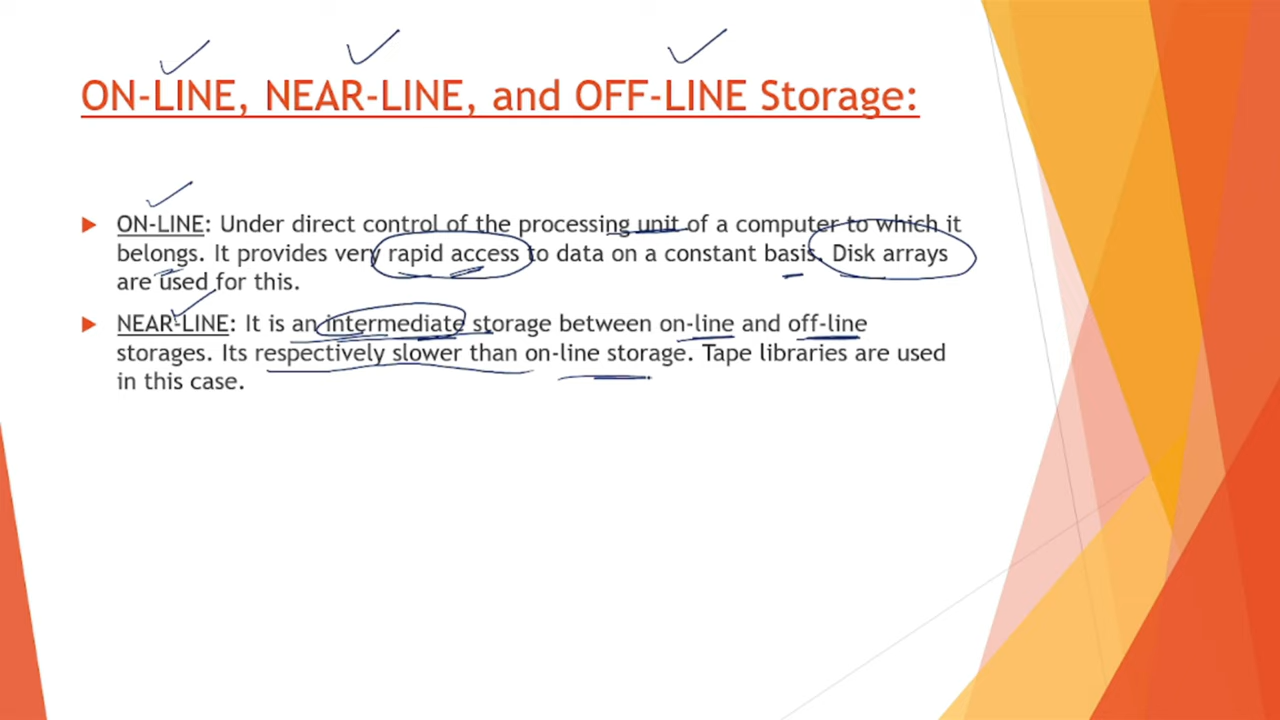 ON-LINE, NEAR-LINE, and OFF-LINE Storage:
ON-LINE: Under direct control of the processing unit of a computer to which it
belongs. It provides very rapid access to data on a constant basis. Disk arrays
are used for this.
NEAR-LINE: It is an intermediate storage between on-line and off-line
storages. Its respectively slower than on-line storage. Tape libraries are used
in this case.